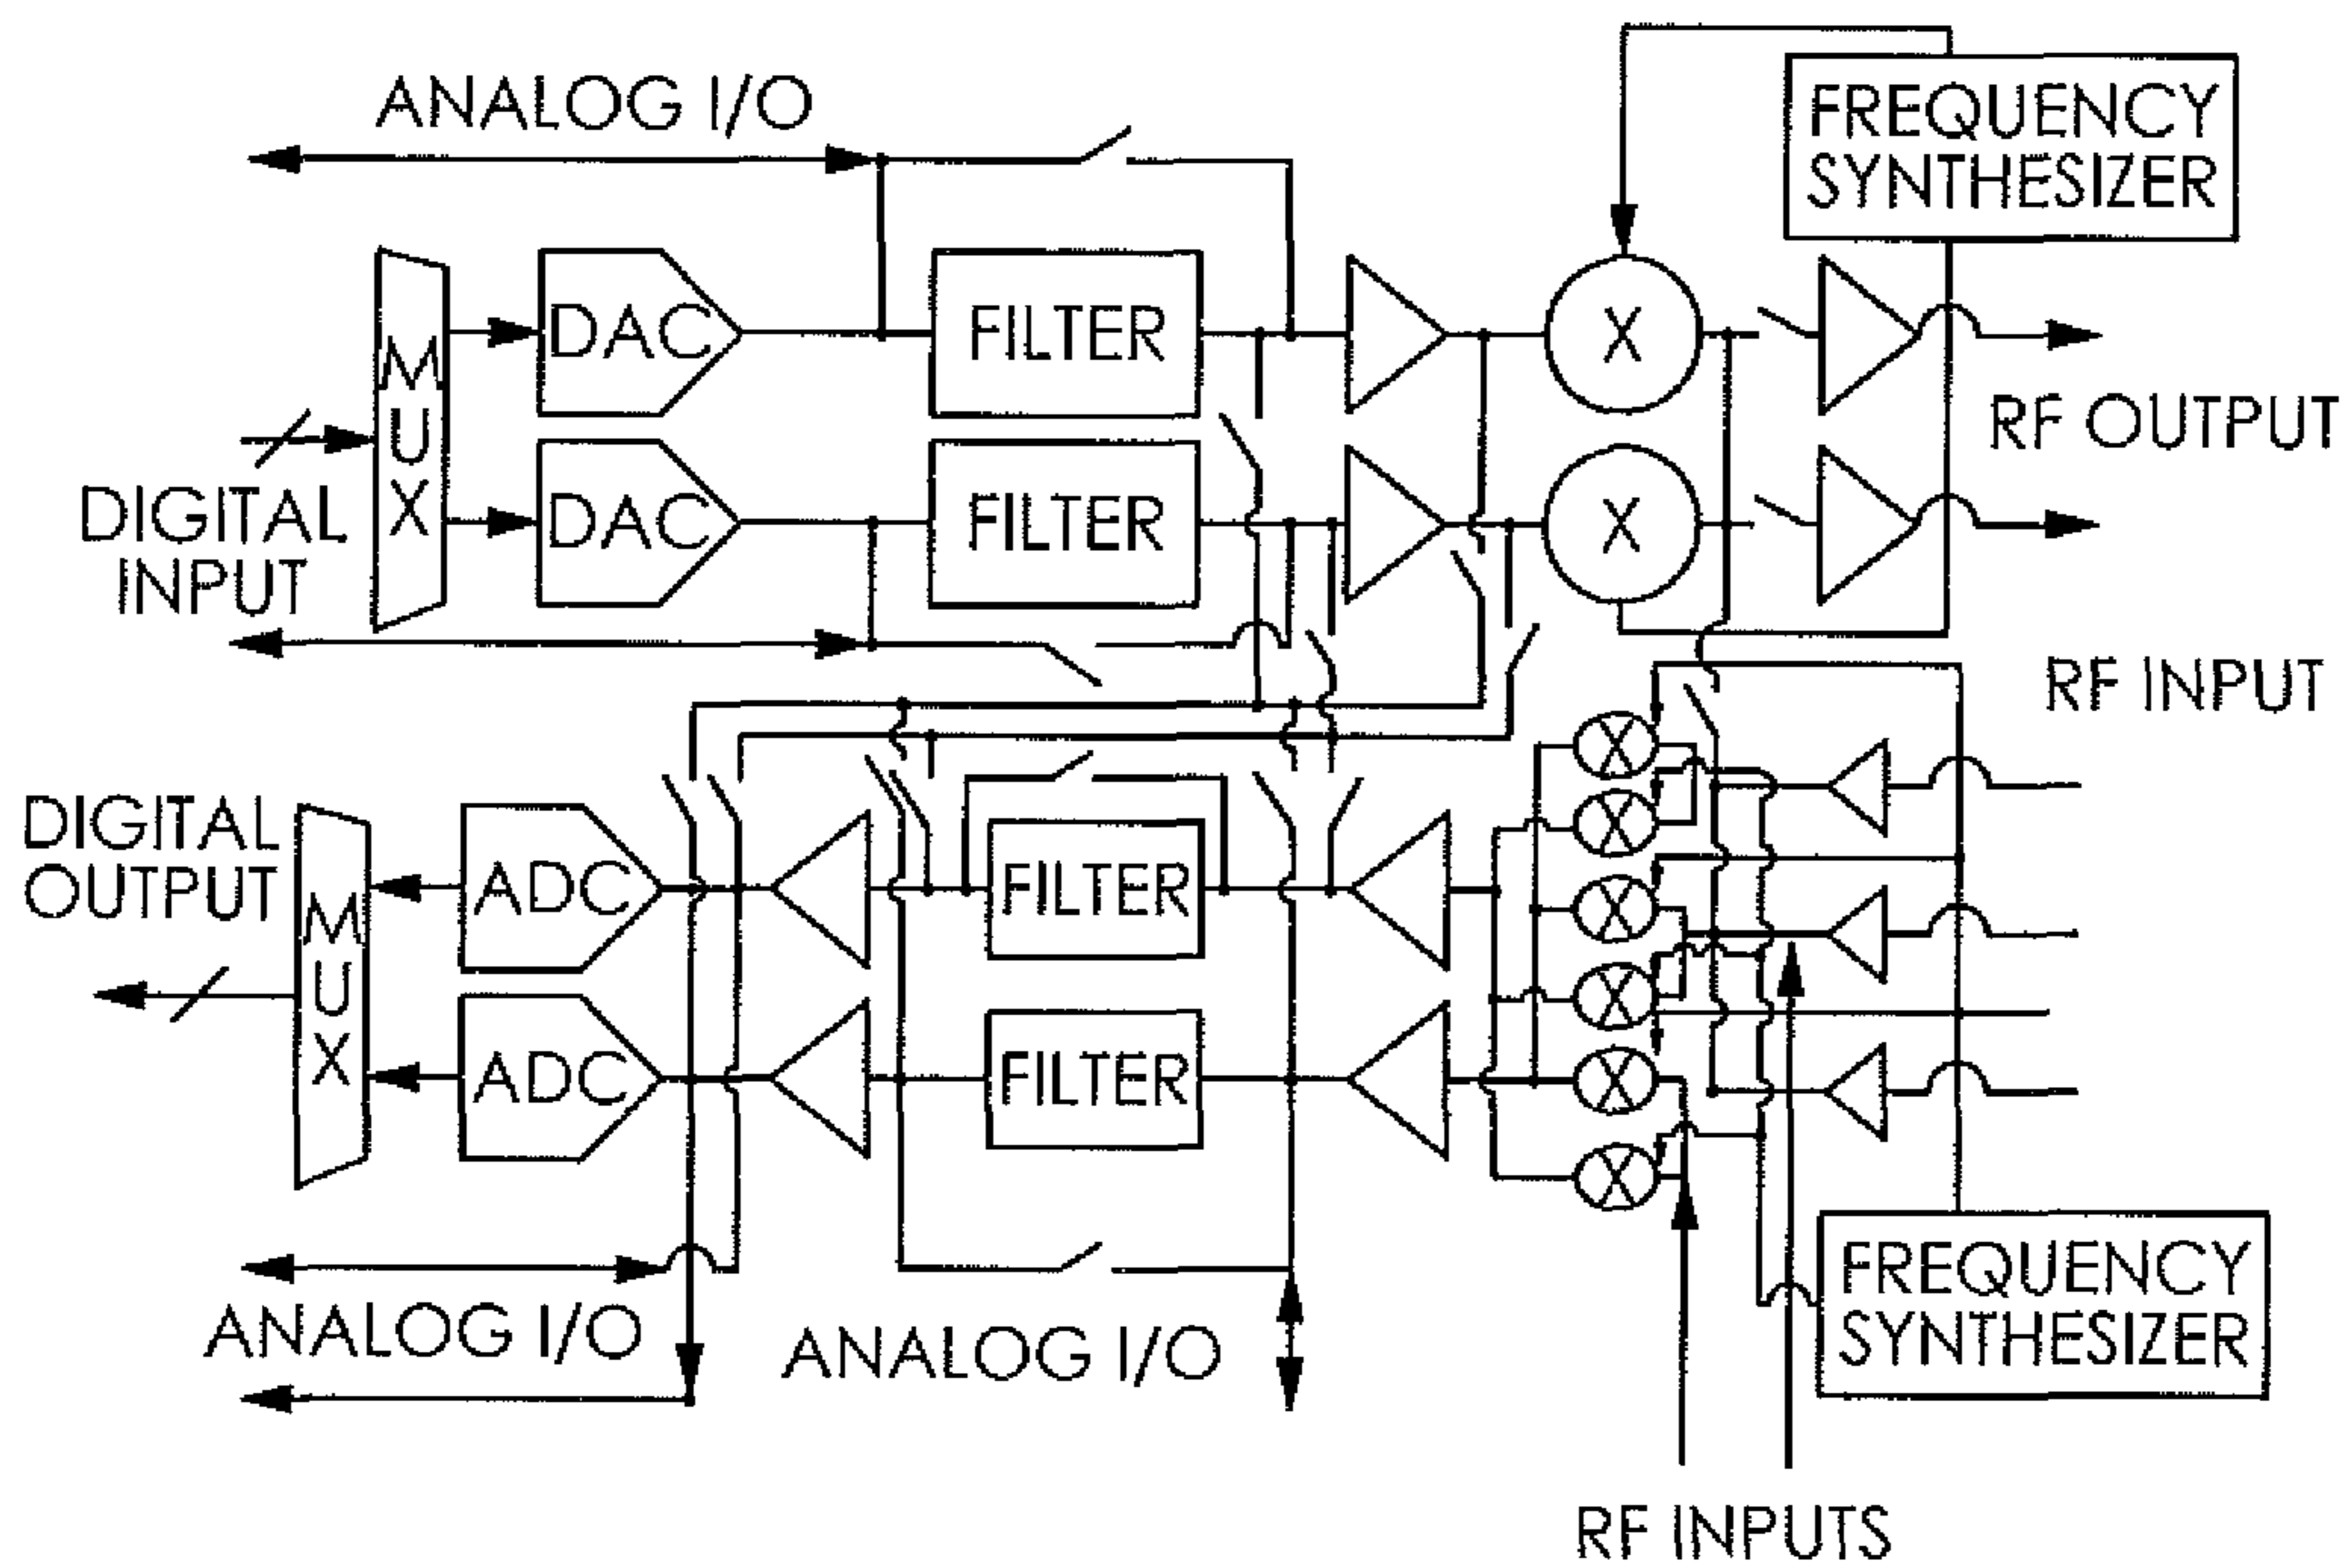 ANALOG I/O
FREQUENCY
SYNTHESIZER
M
U
X
DAC
FILTER
X
RF OUTPUT
DIGITAL
INPUT
DAC
FILTER
X
RF INPUT
X
X
DIGITAL
OUTPUT
M
U
X
ADC
FILTER
X
X
ADC
FILTER
X
X
FREQUENCY
SYNTHESIZER
ANALOG I/O
ANALOG I/O
RF INPUTS